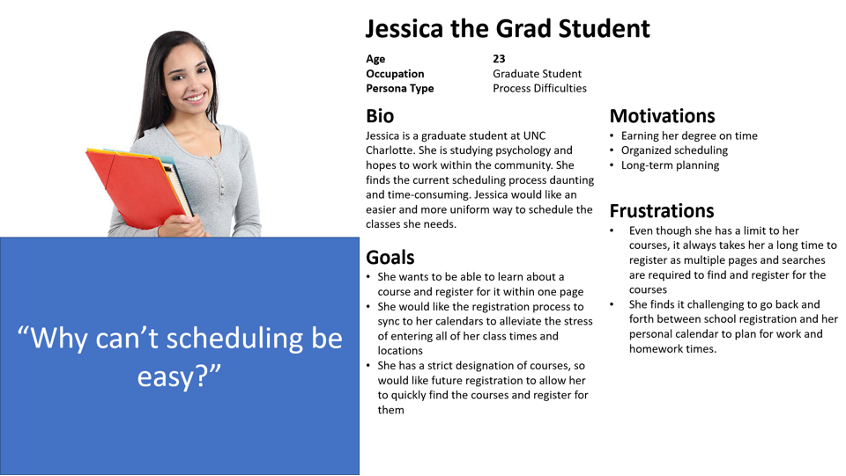 Jessica the Grad Student
Age 23
Occupation Graduate Student
Persona Type Process Difficulties
Bio
Jessica is a graduate student at UNC
Charlotte. She is studying psychology and
hopes to work within the community. She
finds the current scheduling process daunting
and time-consuming. Jessica would like an
easier and more uniform way to schedule the
classes she needs.
Goals
• She wants to be able to learn about a
course and register for it within one page
• She would like the registration process to
sync to her calendars to alleviate the stress
of entering all of her class times and
locations
• She has a strict designation of courses, so
would like future registration to allow her
to quickly find the courses and register for
them
Motivations
• Earning her degree on time
• Organized scheduling
• Long-term planning
Frustrations
• Even though she has a limit to her
courses, it always takes her a long time to
register as multiple pages and searches
are required to find and register for the
courses
• She finds it challenging to go back and
forth between school registration and her
personal calendar to plan for work and
homework times.
“Why can’t scheduling be
easy?”